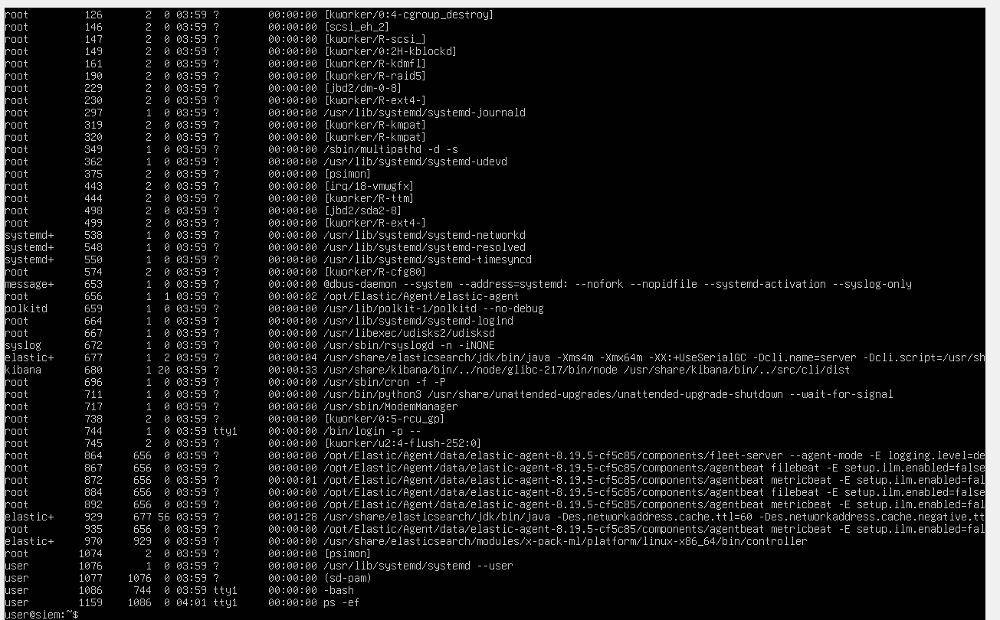 root         126       2  0 03:59 ?        00:00:00 [kworker/0:4-cgroup_destroy]
root         146       2  0 03:59 ?        00:00:00 [scsi_eh_2]
root         147       2  0 03:59 ?        00:00:00 [kworker/R-scsi_]
root         149       2  0 03:59 ?        00:00:00 [kworker/0:2H-kblockd]
root         161       2  0 03:59 ?        00:00:00 [kworker/R-kdmfl]
root         190       2  0 03:59 ?        00:00:00 [kworker/R-raid5]
root         229       2  0 03:59 ?        00:00:00 [jbd2/dm-0-8]
root         230       2  0 03:59 ?        00:00:00 [kworker/R-ext4-]
root         297       1  0 03:59 ?        00:00:00 /usr/lib/systemd/systemd-journald
root         319       2  0 03:59 ?        00:00:00 [kworker/R-kmpat]
root         320       2  0 03:59 ?        00:00:00 [kworker/R-kmpat]
root         349       1  0 03:59 ?        00:00:00 /sbin/multipathd -d -s
root         362       1  0 03:59 ?        00:00:00 /usr/lib/systemd/systemd-udevd
root         375       2  0 03:59 ?        00:00:00 [psimon]
root         443       2  0 03:59 ?        00:00:00 [irq/18-vmwgfx]
root         444       2  0 03:59 ?        00:00:00 [kworker/R-ttm]
root         498       2  0 03:59 ?        00:00:00 [jbd2/sda2-8]
root         499       2  0 03:59 ?        00:00:00 [kworker/R-ext4-]
systemd+     538       1  0 03:59 ?        00:00:00 /usr/lib/systemd/systemd-networkd
systemd+     548       1  0 03:59 ?        00:00:00 /usr/lib/systemd/systemd-resolved
systemd+     550       1  0 03:59 ?        00:00:00 /usr/lib/systemd/systemd-timesyncd
root         574       2  0 03:59 ?        00:00:00 [kworker/R-cfg80]
message+     653       1  0 03:59 ?        00:00:00 @dbus-daemon --system --address=systemd: --nofork --nopidfile --systemd-activation --syslog-only
root         656       1  1 03:59 ?        00:00:02 /opt/Elastic/Agent/elastic-agent
polkitd      659       1  0 03:59 ?        00:00:00 /usr/lib/polkit-1/polkitd --no-debug
root         664       1  0 03:59 ?        00:00:00 /usr/lib/systemd/systemd-logind
root         667       1  0 03:59 ?        00:00:00 /usr/libexec/udisks2/udisksd
syslog       672       1  0 03:59 ?        00:00:00 /usr/sbin/rsyslogd -n -iNONE
elastic+     677       1  2 03:59 ?        00:00:04 /usr/share/elasticsearch/jdk/bin/java -Xms4m -Xmx64m -XX:+UseSerialGC -Dcli.name=server -Dcli.script=/usr/sh
kibana       680       1 20 03:59 ?        00:00:33 /usr/share/kibana/bin/../node/glibc-217/bin/node /usr/share/kibana/bin/../src/cli/dist
root         696       1  0 03:59 ?        00:00:00 /usr/sbin/cron -f -P
root         711       1  0 03:59 ?        00:00:00 /usr/bin/python3 /usr/share/unattended-upgrades/unattended-upgrade-shutdown --wait-for-signal
root         717       1  0 03:59 ?        00:00:00 /usr/sbin/ModemManager
root         738       2  0 03:59 ?        00:00:00 [kworker/0:5-rcu_gp]
root         744       1  0 03:59 tty1     00:00:00 /bin/login -p --
root         745       2  0 03:59 ?        00:00:00 [kworker/u2:4-flush-252:0]
root         864     656  0 03:59 ?        00:00:00 /opt/Elastic/Agent/data/elastic-agent-8.19.5-cf5c85/components/fleet-server --agent-mode -E logging.level=de
root         867     656  0 03:59 ?        00:00:00 /opt/Elastic/Agent/data/elastic-agent-8.19.5-cf5c85/components/agentbeat filebeat -E setup.ilm.enabled=false
root         872     656  0 03:59 ?        00:00:01 /opt/Elastic/Agent/data/elastic-agent-8.19.5-cf5c85/components/agentbeat metricbeat -E setup.ilm.enabled=fal
root         884     656  0 03:59 ?        00:00:00 /opt/Elastic/Agent/data/elastic-agent-8.19.5-cf5c85/components/agentbeat filebeat -E setup.ilm.enabled=false
root         892     656  0 03:59 ?        00:00:00 /opt/Elastic/Agent/data/elastic-agent-8.19.5-cf5c85/components/agentbeat metricbeat -E setup.ilm.enabled=fal
elastic+     929     677 56 03:59 ?        00:01:28 /usr/share/elasticsearch/jdk/bin/java -Des.networkaddress.cache.ttl=60 -Des.networkaddress.cache.negative.tt
root         935     656  0 03:59 ?        00:00:00 /opt/Elastic/Agent/data/elastic-agent-8.19.5-cf5c85/components/agentbeat metricbeat -E setup.ilm.enabled=fal
elastic+     970     929  0 03:59 ?        00:00:00 /usr/share/elasticsearch/modules/x-pack-ml/platform/linux-x86_64/bin/controller
root        1074       2  0 03:59 ?        00:00:00 [psimon]
user        1076       1  0 03:59 ?        00:00:00 /usr/lib/systemd/systemd --user
user        1077    1076  0 03:59 ?        00:00:00 (sd-pam)
user        1086     744  0 03:59 tty1     00:00:00 -bash
user        1159    1086  0 04:01 tty1     00:00:00 ps -ef
user@siem:~$